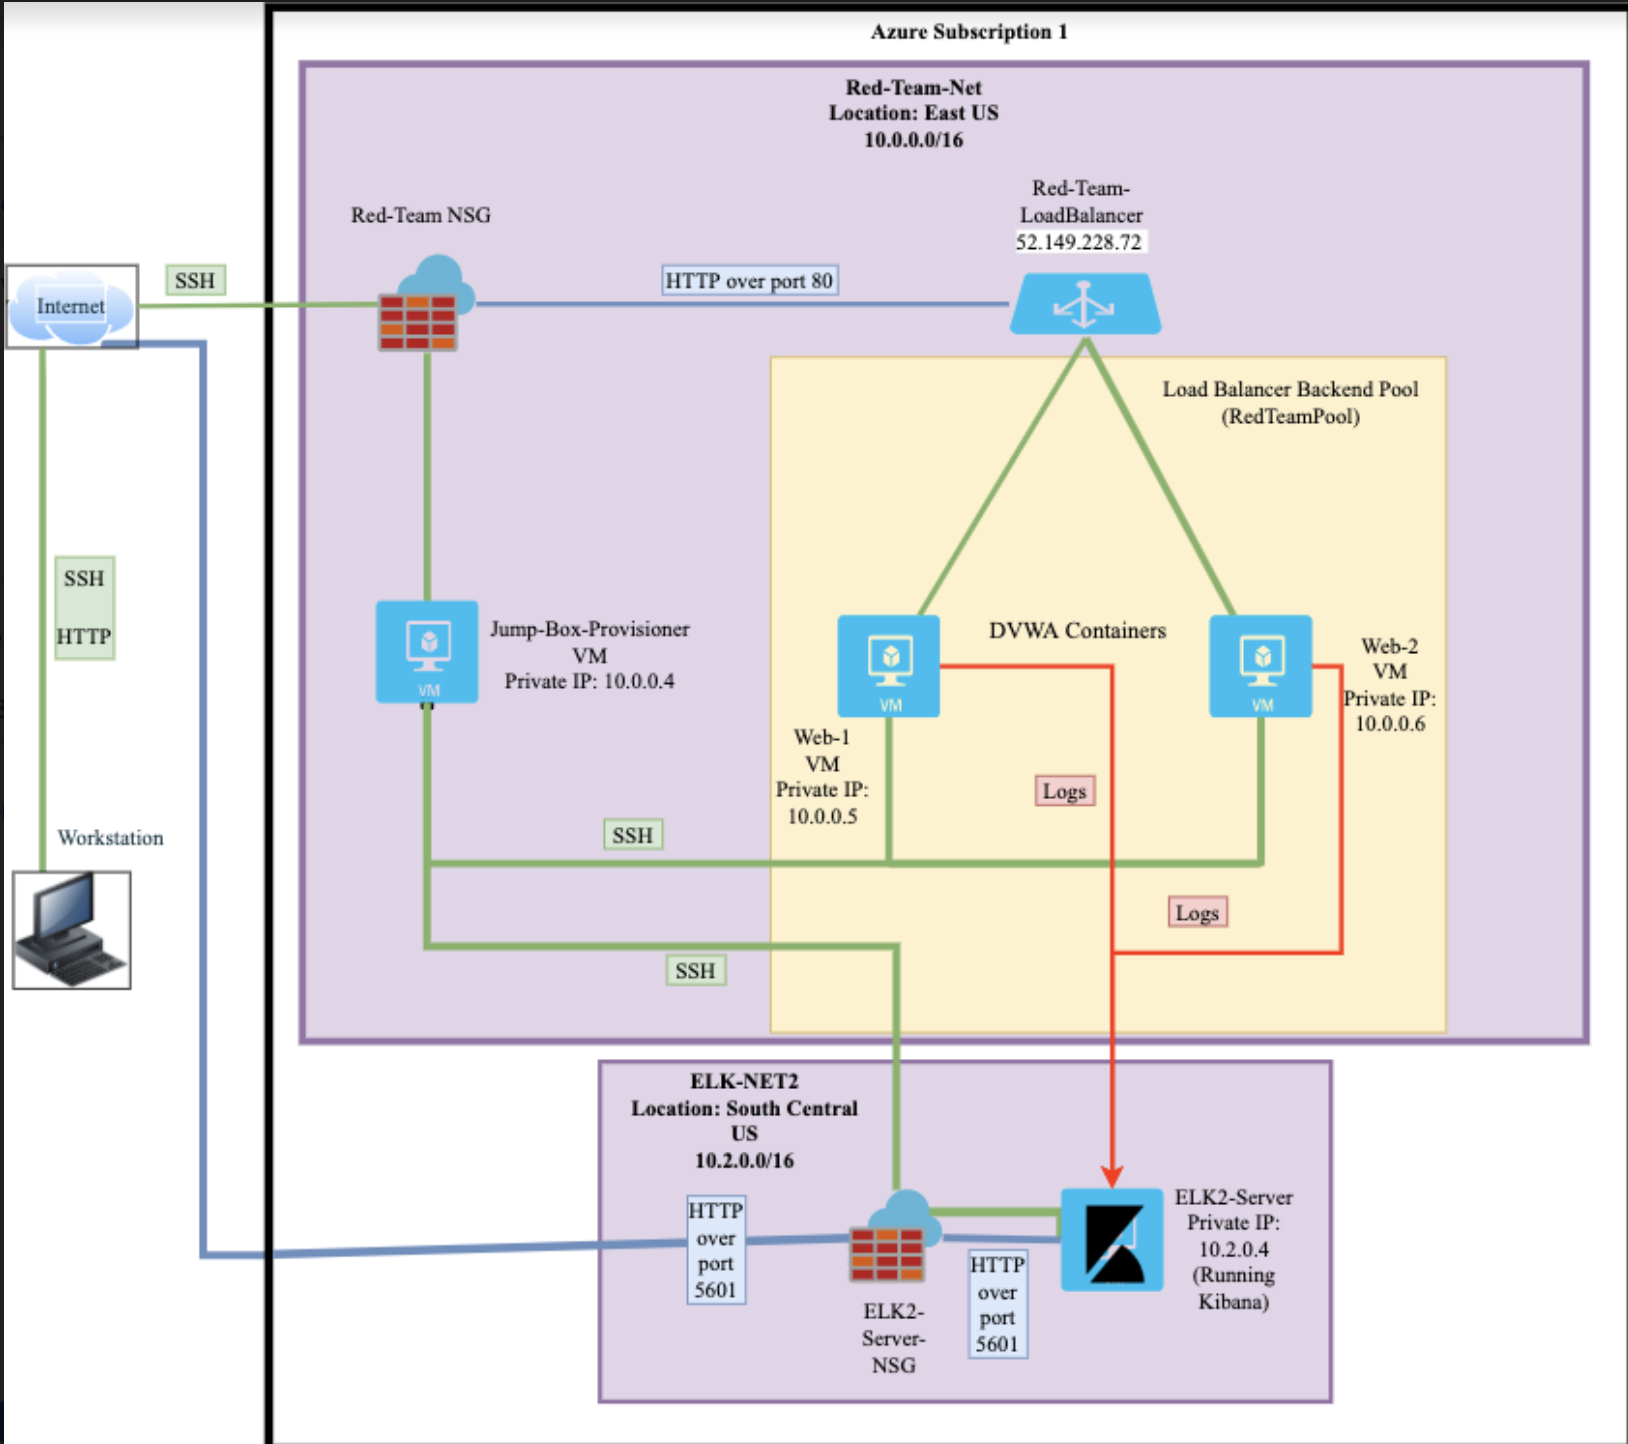 Azure Subscription 1
Red-Team-Net
Location: East US
10.0.0.0/16
Red-Team-
LoadBalancer
52.149.228.72
Red-Team NSG
Internet
SSH
HTTP over port 80
Load Balancer Backend Pool
(RedTeamPool)
SSH
HTTP
Jump-Box-Provisioner
VM
Private IP: 10.0.0.4
VM
DVWA Containers
VM
VM
Web-2
VM
Private IP:
10.0.0.6
Web-1
VM
Private IP:
10.0.0.5
Logs
Workstation
SSH
Logs
SSH
ELK-NET2
Location: South Central
US
10.2.0.0/16
HTTP
over
port
5601
ELK2-Server
Private IP:
10.2.0.4
(Running
Kibana)
HTTP
over
port
5601
ELK2-
Server-
NSG